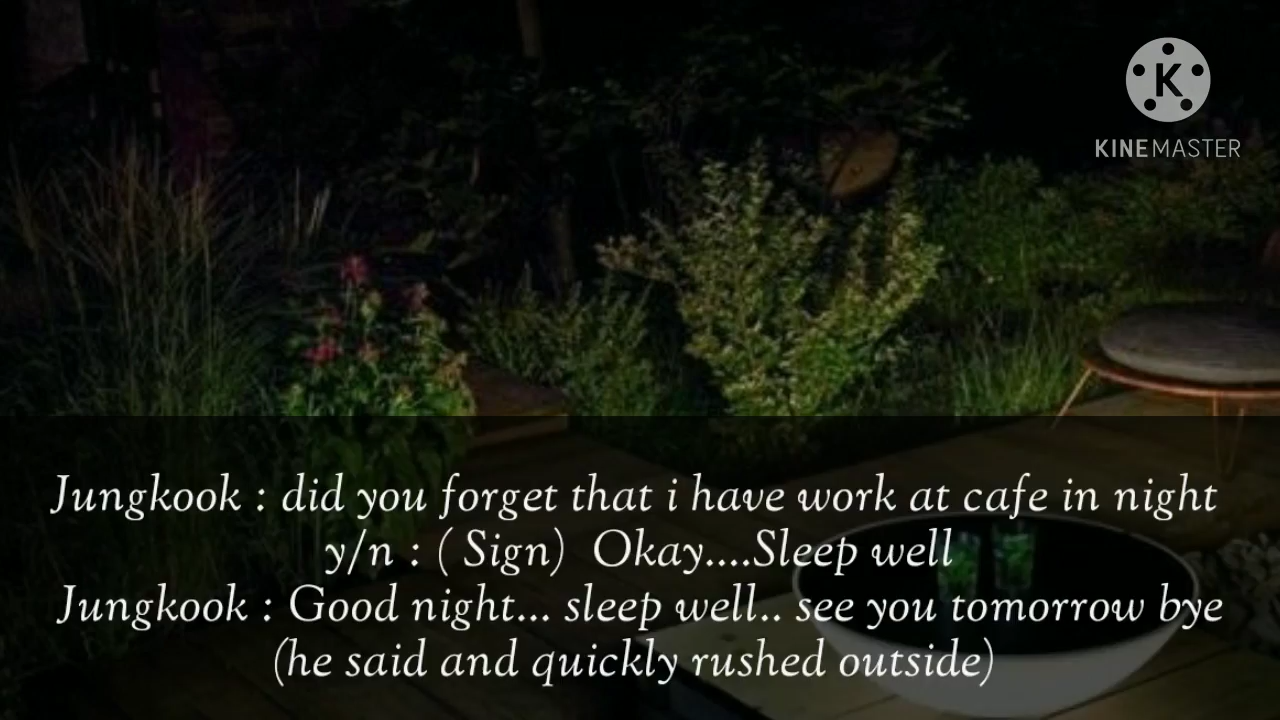 K
KINEMASTER
Jungkook : did you forget that i have work at cafe in night
y/n : ( Sign) Okay....Sleep well
Jungkook : Good night... sleep well.. see you tomorrow bye
(he said and quickly rushed outside)